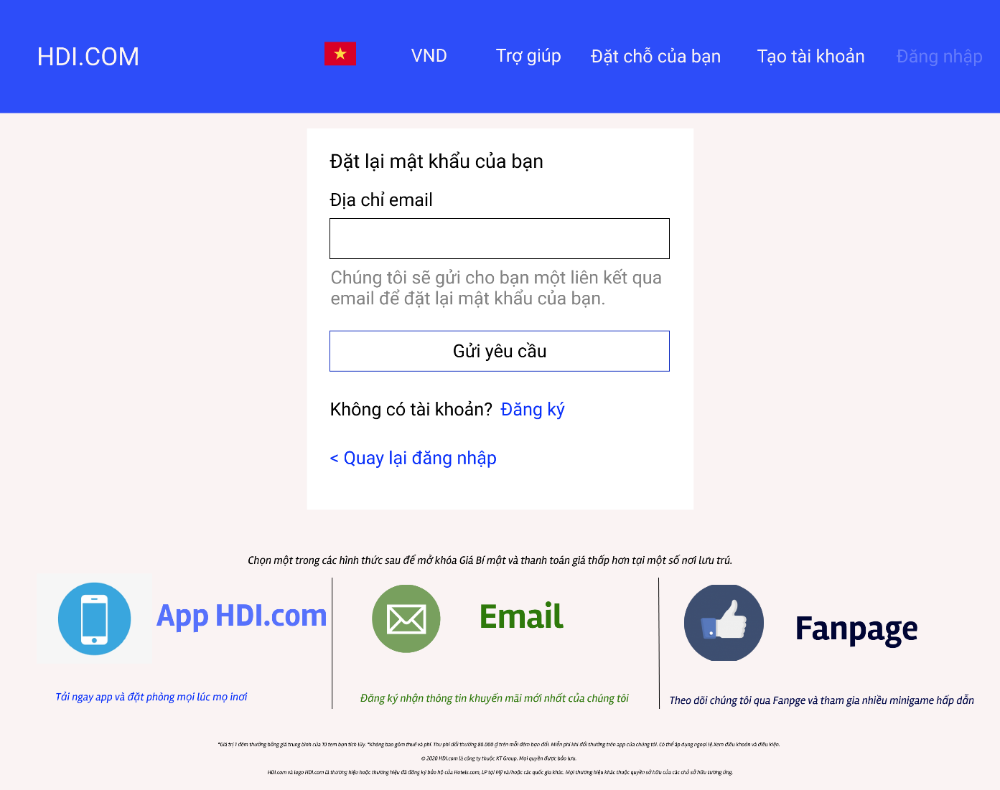 HDI.COM
VND
Trợ giúp
Đặt chỗ của bạn
Tạo tài khoản
Đăng nhập
Đặt lại mật khẩu của bạn
Địa chỉ email
Chúng tôi sẽ gửi cho bạn một liên kết qua
email để đặt lại mật khẩu của bạn.
Gửi yêu cầu
Không có tài khoản? Đăng ký
< Quay lại đăng nhập
Chọn một trong các hình thức sau để mở khóa Giá Bí mật và thanh toán giá thấp hơn tại một số nơi lưu trú.
App HDI.com
Email
Fanpage
Tải ngay app và đặt phòng mọi lúc mọ inơi
Đăng ký nhận thông tin khuyến mãi mới nhất của chúng tôi
Theo dõi chúng tôi qua Fanpge và tham gia nhiều minigame hấp dẫn
*Giá trị 1 đêm thưởng bằng giá trung bình của 10 tem bạn tích lũy. *Không bao gồm thuế và phí. Thu phí đổi thưởng 80.000 ₫ trên mỗi đêm bạn đổi. Miễn phí khi đổi thưởng trên app của chúng tôi. Có thể áp dụng ngoại lệ.Xem điều khoản và điều kiện.
© 2020 HDI.com là công ty thuộc KT Group. Mọi quyền được bảo lưu.
HDI.com và logo HDI.com là thương hiệu hoặc thương hiệu đã đăng ký bảo hộ của Hotels.com, LP tại Mỹ và/hoặc các quốc gia khác. Mọi thương hiệu khác thuộc quyền sở hữu của các chủ sở hữu tương ứng.